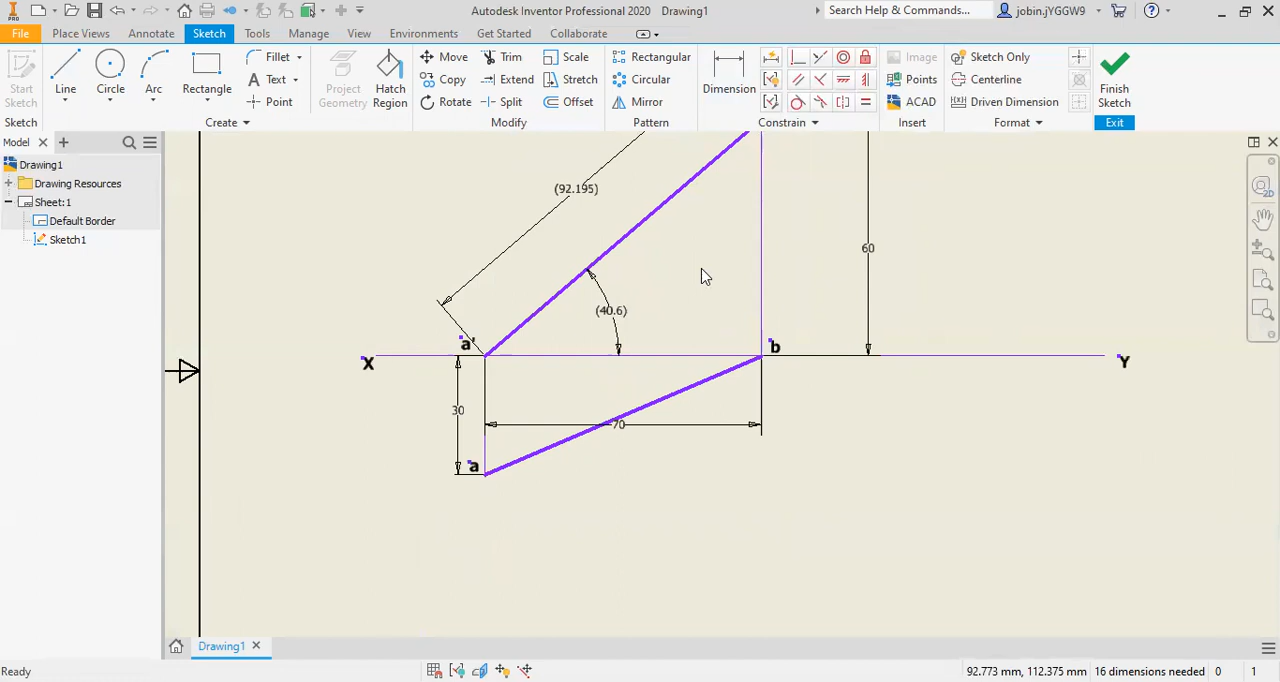 Autodesk Inventor Professional 2020 Drawing1
Search Help & Commands...
jobin.jYGGW9
PRO
File Place Views Annotate Sketch Tools Manage View Environments Get Started Collaborate
Start Sketch
Line
Circle
Arc
Rectangle
Fillet
Text
Point
Project Geometry
Hatch Region
Move
Copy
Rotate
Trim
Extend
Split
Scale
Stretch
Offset
Rectangular
Circular
Mirror
Dimension
Image
Points
ACAD
Sketch Only
Centerline
Driven Dimension
Finish Sketch
Sketch Create Modify Pattern Constrain Insert Format Exit
Model
Drawing1
Drawing Resources
Sheet:1
Default Border
Sketch1
2D
(92.195)
60
(40.6)
a'
b
X
Y
30
70
a
Drawing1
Ready
92.773 mm, 112.375 mm 16 dimensions needed 0 1